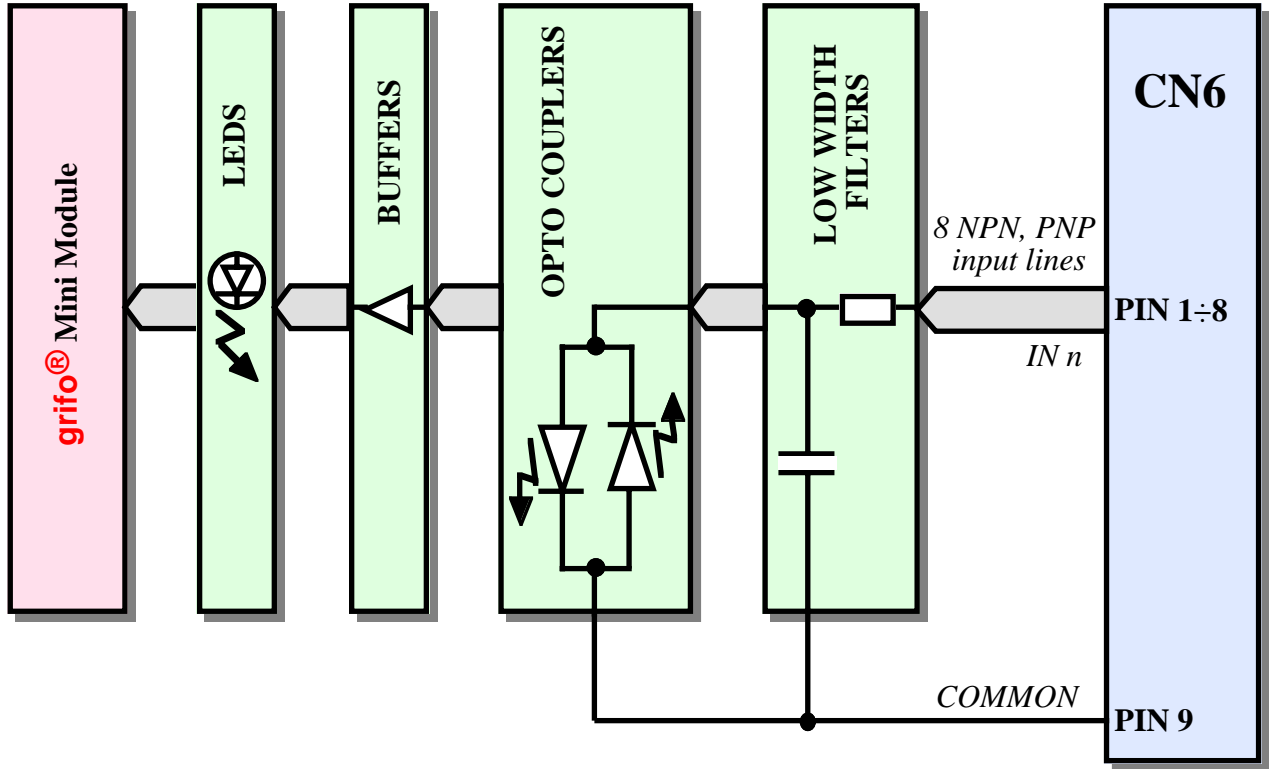 grifo® Mini Module
LEDS
BUFFERS
OPTO COUPLERS
LOW WIDTH
FILTERS
8 NPN, PNP
input lines
IN n
COMMON
CN6
PIN 1÷8
PIN 9